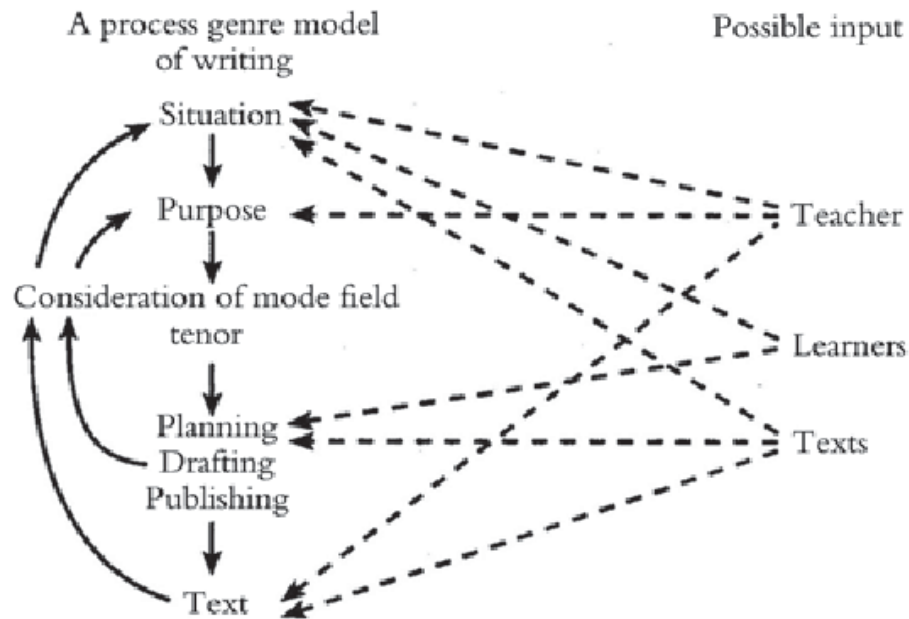 A process genre model
of writing
Possible input
Situation
Purpose
Teacher
Consideration of mode field
tenor
Learners
Planning
Drafting
Publishing
Texts
Text